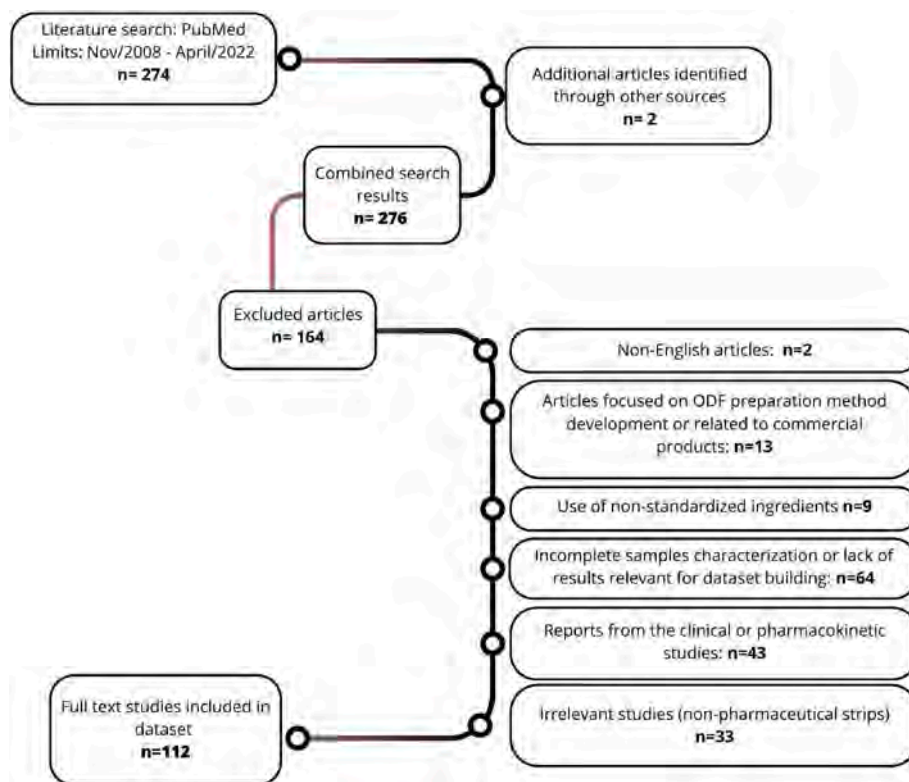 Literature search: PubMed
Limits: Nov/2008 - April/2022
n= 274
Additional articles identified
through other sources
n= 2
Combined search
results
n= 276
Excluded articles
n= 164
Non-English articles: n=2
Articles focused on ODF preparation method
development or related to commercial
products: n=13
Use of non-standardized ingredients n=9
Incomplete samples characterization or lack of
results relevant for dataset building: n=64
Reports from the clinical or pharmacokinetic
studies: n=43
Irrelevant studies (non-pharmaceutical strips)
n=33
Full text studies included in
dataset
n=112